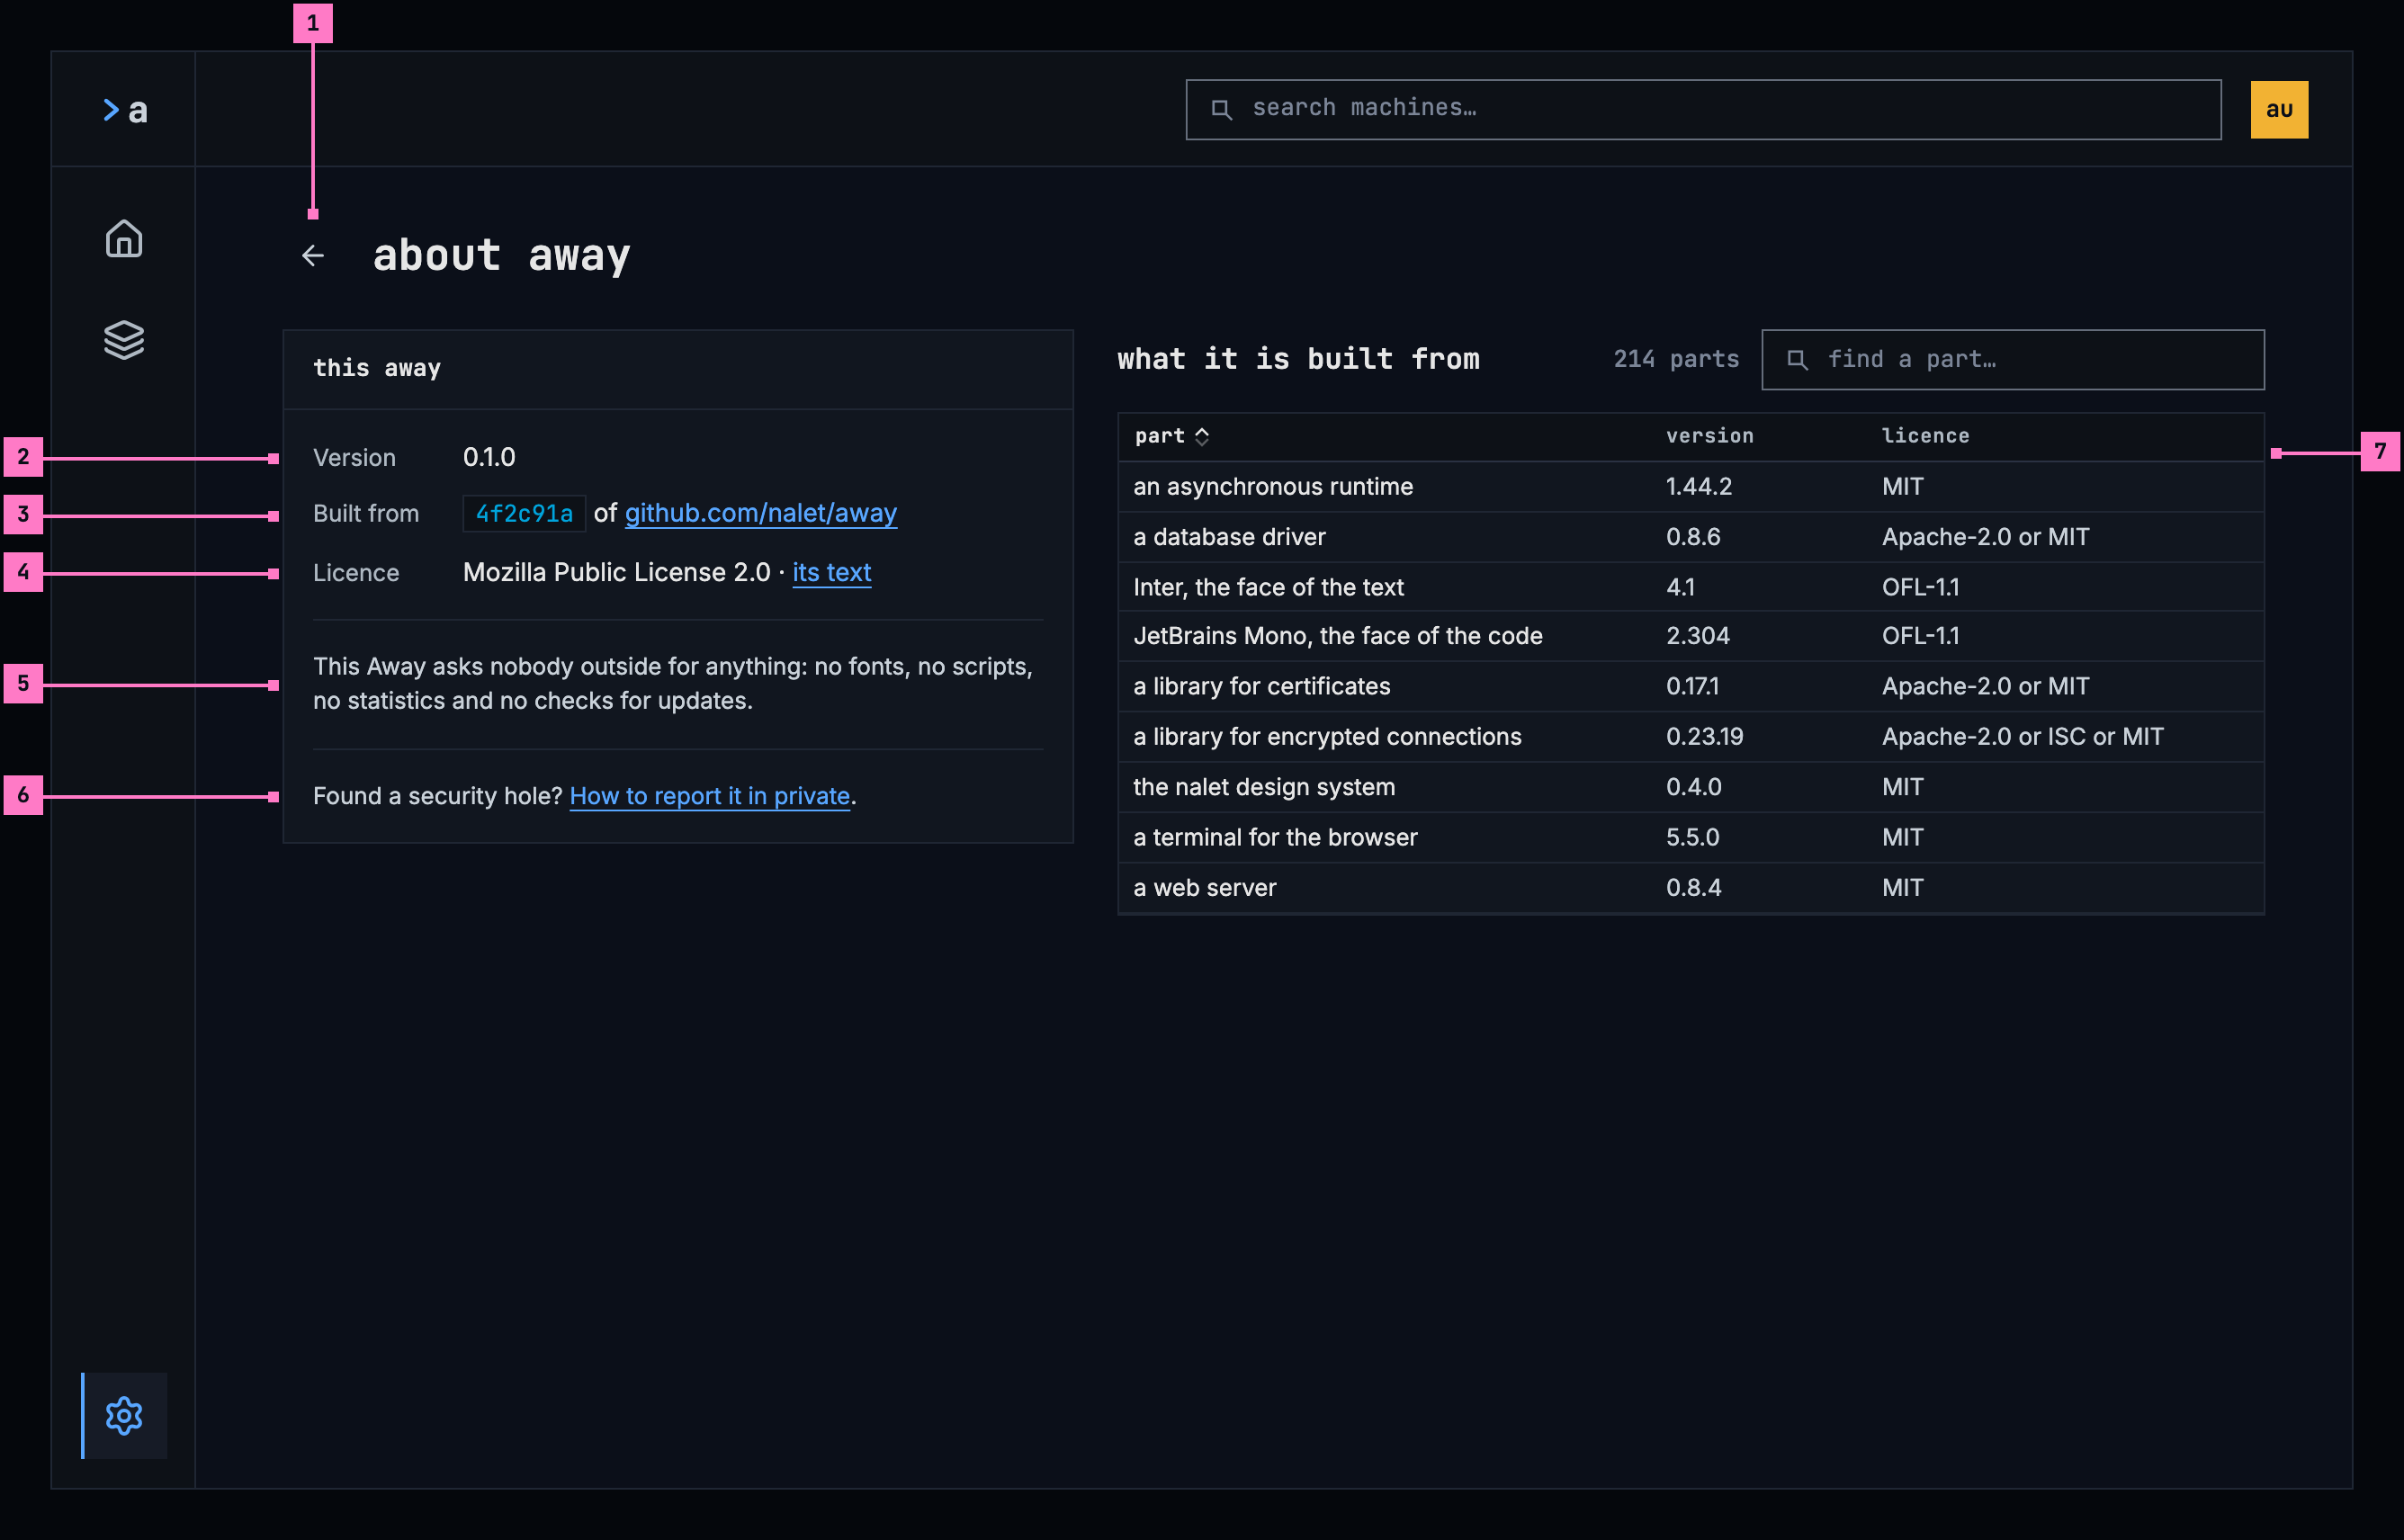 1
> a
search machines…
au
about away
this away
2
Version 0.1.0
3
Built from 4f2c91a of github.com/nalet/away
4
Licence Mozilla Public License 2.0 · its text
5
This Away asks nobody outside for anything: no fonts, no scripts,
no statistics and no checks for updates.
6
Found a security hole? How to report it in private.
what it is built from 214 parts find a part…
7
part version licence
an asynchronous runtime 1.44.2 MIT
a database driver 0.8.6 Apache-2.0 or MIT
Inter, the face of the text 4.1 OFL-1.1
JetBrains Mono, the face of the code 2.304 OFL-1.1
a library for certificates 0.17.1 Apache-2.0 or MIT
a library for encrypted connections 0.23.19 Apache-2.0 or ISC or MIT
the nalet design system 0.4.0 MIT
a terminal for the browser 5.5.0 MIT
a web server 0.8.4 MIT